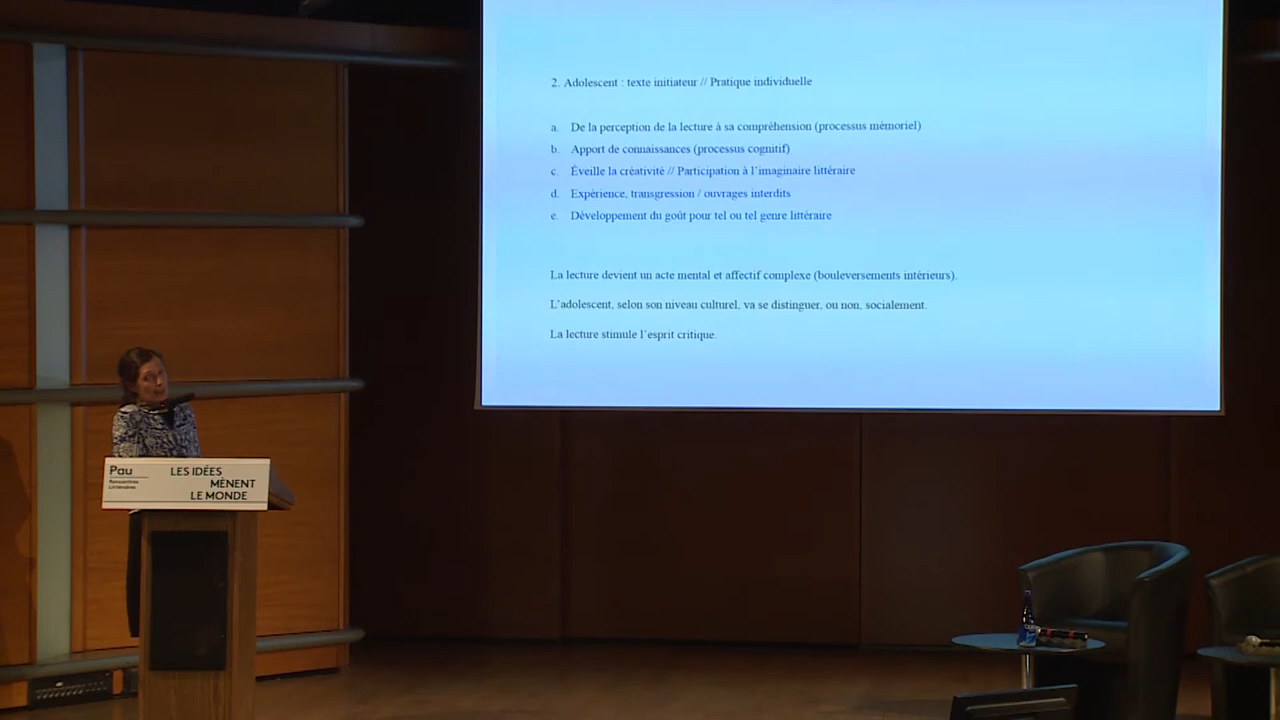 2. Adolescent : texte initiateur // Pratique individuelle
a. De la perception de la lecture à sa compréhension (processus mémoriel)
b. Apport de connaissances (processus cognitif)
c. Éveille la créativité // Participation à l'imaginaire littéraire
d. Expérience, transgression / ouvrages interdits
e. Développement du goût pour tel ou tel genre littéraire
La lecture devient un acte mental et affectif complexe (bouleversements intérieurs).
L'adolescent, selon son niveau culturel, va se distinguer, ou non, socialement.
La lecture stimule l'esprit critique.
Pau
Rencontres
Littéraires
LES IDÉES
MÈNENT
LE MONDE